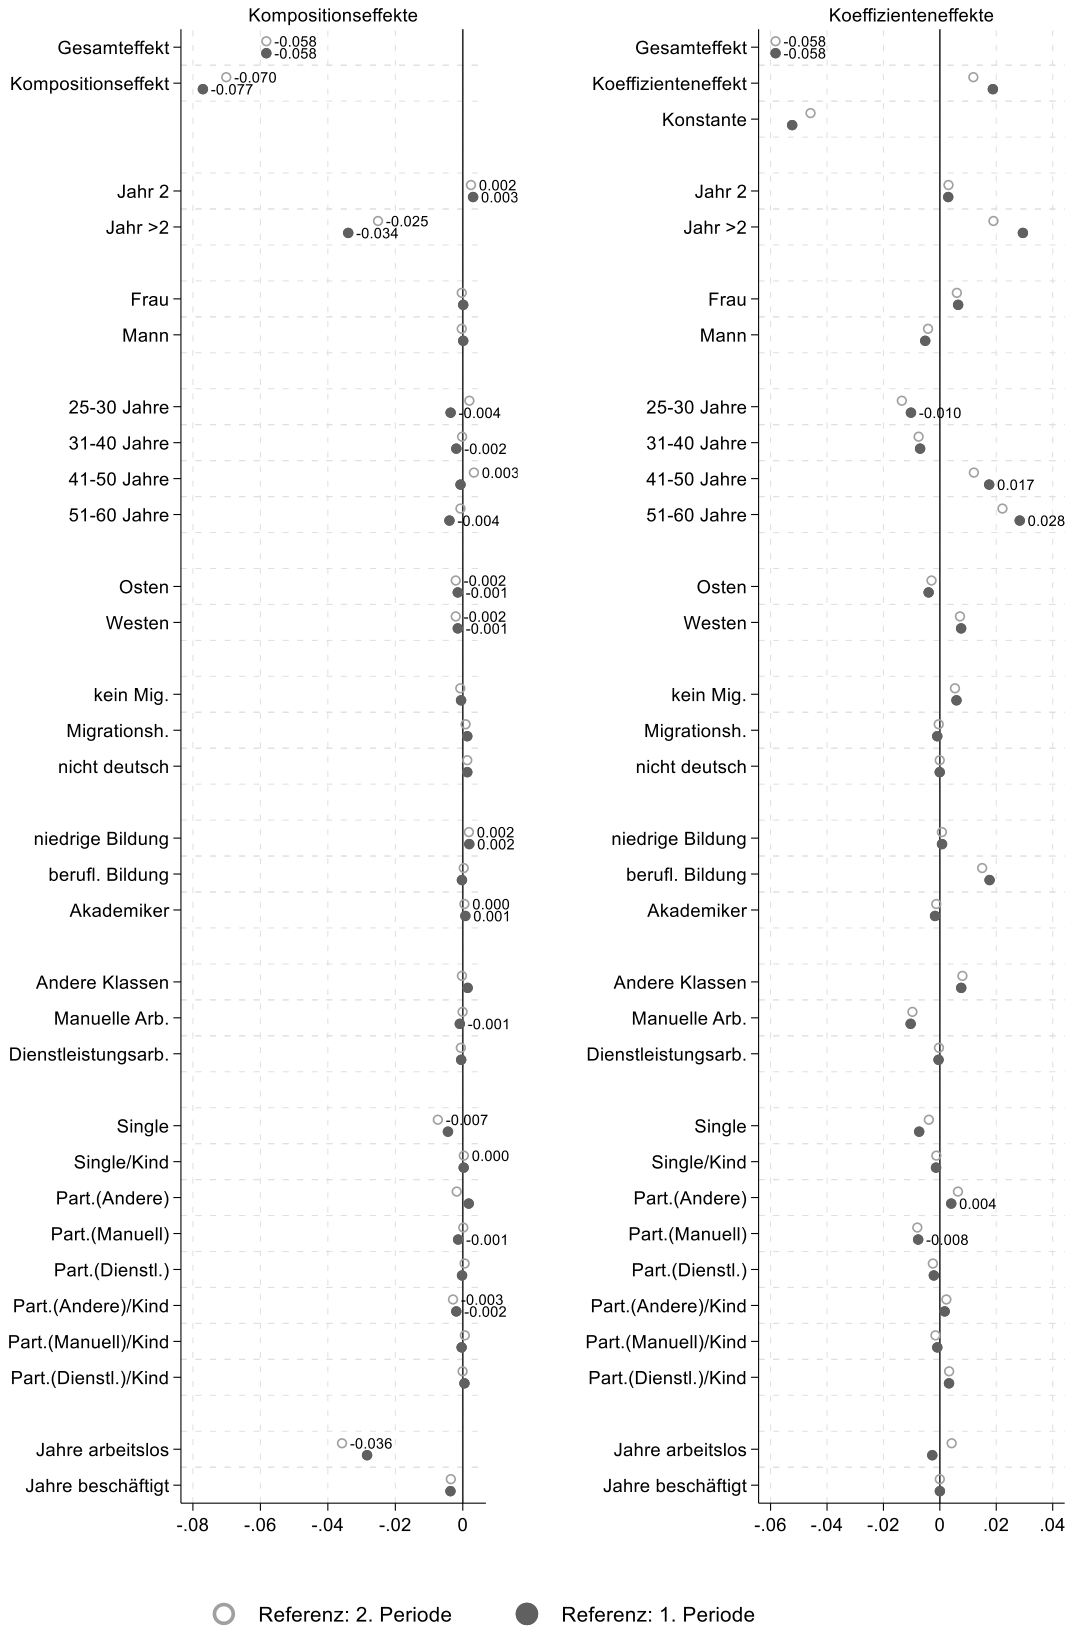 Kompositionseffekte
Gesamteffekt
-0.058
-0.058
Kompositionseffekt
-0.070
-0.077
Jahr 2
0.002
0.003
Jahr >2
-0.025
-0.034
Frau
Mann
25-30 Jahre
-0.004
31-40 Jahre
-0.002
41-50 Jahre
0.003
51-60 Jahre
-0.004
Osten
-0.002
-0.001
Westen
-0.002
-0.001
kein Mig.
Migrationsh.
nicht deutsch
niedrige Bildung
0.002
0.002
berufl. Bildung
Akademiker
0.000
0.001
Andere Klassen
Manuelle Arb.
-0.001
Dienstleistungsarb.
Single
-0.007
Single/Kind
0.000
Part.(Andere)
Part.(Manuell)
-0.001
Part.(Dienstl.)
Part.(Andere)/Kind
-0.003
-0.002
Part.(Manuell)/Kind
Part.(Dienstl.)/Kind
Jahre arbeitslos
-0.036
Jahre beschäftigt
-.08 -.06 -.04 -.02 0
Koeffizienteneffekte
Gesamteffekt
-0.058
-0.058
Koeffizienteneffekt
Konstante
Jahr 2
Jahr >2
Frau
Mann
25-30 Jahre
-0.010
31-40 Jahre
41-50 Jahre
0.017
51-60 Jahre
0.028
Osten
Westen
kein Mig.
Migrationsh.
nicht deutsch
niedrige Bildung
berufl. Bildung
Akademiker
Andere Klassen
Manuelle Arb.
Dienstleistungsarb.
Single
Single/Kind
Part.(Andere)
0.004
Part.(Manuell)
-0.008
Part.(Dienstl.)
Part.(Andere)/Kind
Part.(Manuell)/Kind
Part.(Dienstl.)/Kind
Jahre arbeitslos
Jahre beschäftigt
-.06 -.04 -.02 0 .02 .04
Referenz: 2. Periode
Referenz: 1. Periode